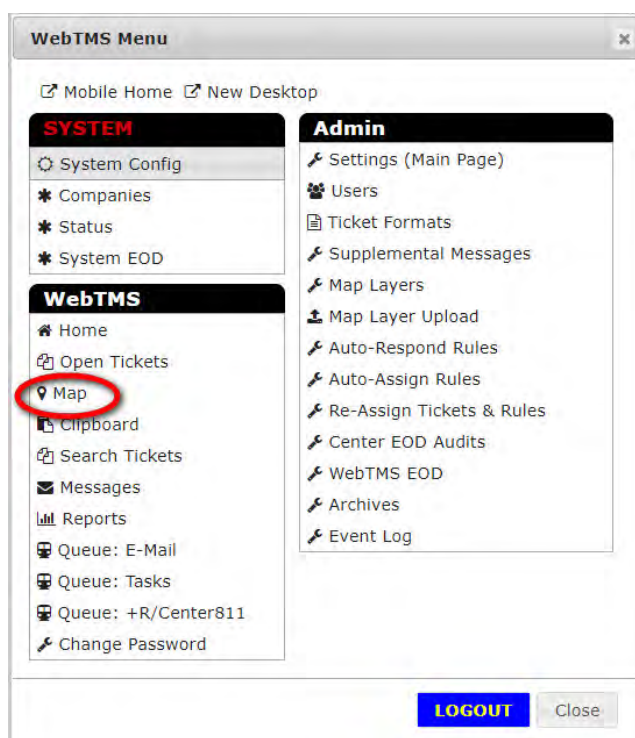 WebTMS Menu
Mobile Home New Desktop
SYSTEM
System Config
Companies
Status
System EOD
WebTMS
Home
Open Tickets
Map
Clipboard
Search Tickets
Messages
Reports
Queue: E-Mail
Queue: Tasks
Queue: +R/Center811
Change Password
Admin
Settings (Main Page)
Users
Ticket Formats
Supplemental Messages
Map Layers
Map Layer Upload
Auto-Respond Rules
Auto-Assign Rules
Re-Assign Tickets & Rules
Center EOD Audits
WebTMS EOD
Archives
Event Log
LOGOUT Close